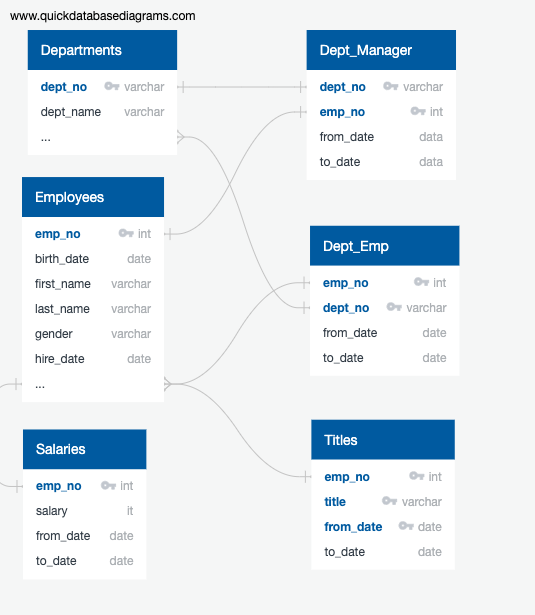 www.quickdatabasediagrams.com
Departments
dept_no varchar
dept_name varchar
...
Dept_Manager
dept_no varchar
emp_no int
from_date data
to_date data
Employees
emp_no int
birth_date date
first_name varchar
last_name varchar
gender varchar
hire_date date
...
Dept_Emp
emp_no int
dept_no varchar
from_date date
to_date date
Salaries
emp_no int
salary it
from_date date
to_date date
Titles
emp_no int
title varchar
from_date date
to_date date